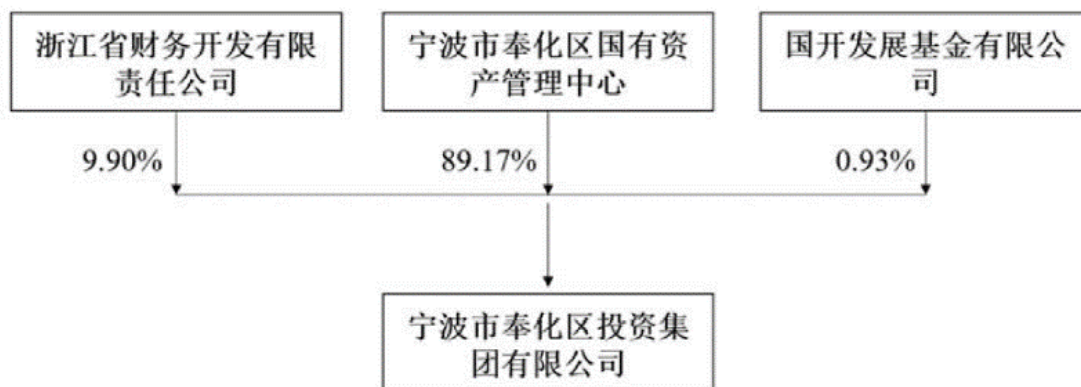 浙江省财务开发有限
责任公司
宁波市奉化区国有资
产管理中心
国开发展基金有限公
司
9.90%
89.17%
0.93%
宁波市奉化区投资集
团有限公司